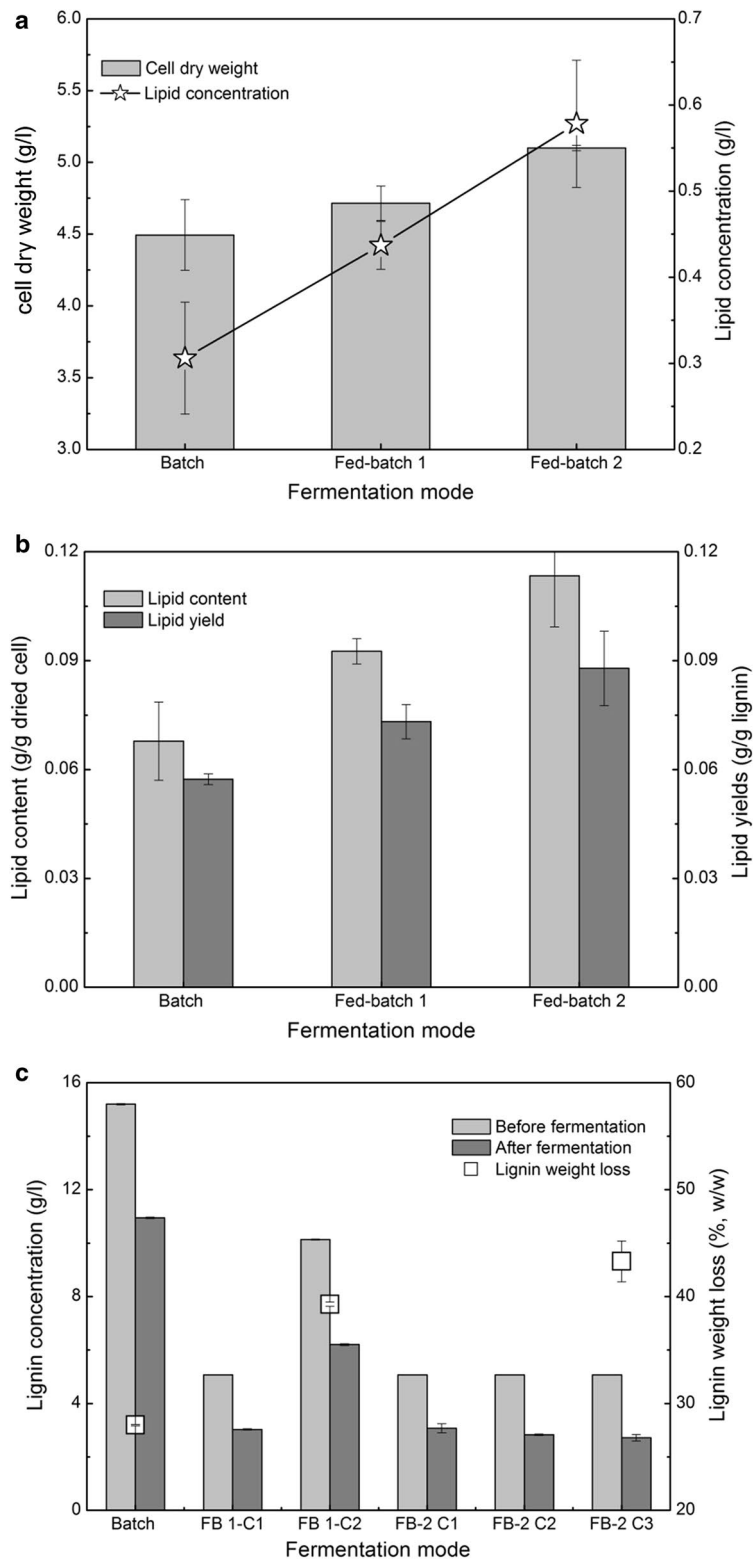 a
6.0
5.5
5.0
4.5
4.0
3.5
3.0
cell dry weight (g/l)
Cell dry weight
Lipid concentration
0.7
0.6
0.5
0.4
0.3
0.2
Lipid concentration (g/l)
Batch
Fed-batch 1
Fed-batch 2
Fermentation mode
b
0.12
0.09
0.06
0.03
0.00
Lipid content (g/g dried cell)
Lipid content
Lipid yield
0.12
0.09
0.06
0.03
0.00
Lipid yields (g/g lignin)
Batch
Fed-batch 1
Fed-batch 2
Fermentation mode
c
16
12
8
4
0
Lignin concentration (g/l)
Before fermentation
After fermentation
Lignin weight loss
60
50
40
30
20
Lignin weight loss (%, w/w)
Batch
FB 1-C1
FB 1-C2
FB-2 C1
FB-2 C2
FB-2 C3
Fermentation mode